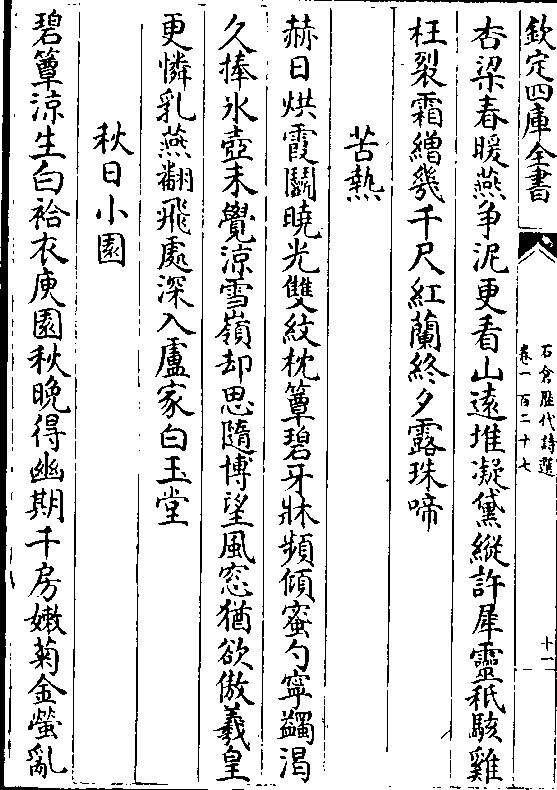 欽定四庫全書
石倉歷代詩選
卷一百二十七
十一
杏梁春暖燕爭泥更看山遠堆凝黛縱許犀靈秖駭雞
枉裂霜繒幾千尺紅蘭終夕露珠啼
苦熱
赫日烘霞鬬曉光雙紋枕簟碧牙牀頻傾蜜勺寧蠲渴
久捧氷壺未覺涼雪嶺却思隨博望風窓猶欲傲羲皇
更憐乳燕翻飛處深入盧家白玉堂
秋日小園
碧簟涼生白袷衣庾園秋晚得幽期千房嫩菊金螢亂